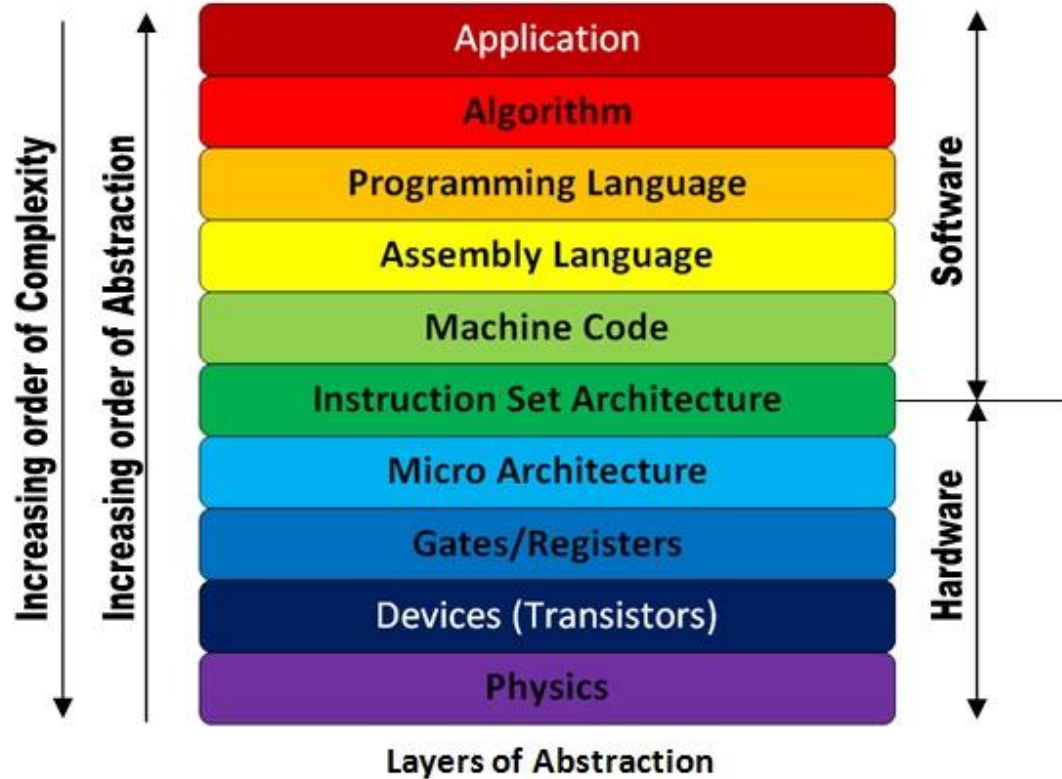 Application
Algorithm
Programming Language
Assembly Language
Machine Code
Instruction Set Architecture
Micro Architecture
Gates/Registers
Devices (Transistors)
Physics
Increasing order of Complexity
Increasing order of Abstraction
Software
Hardware
Layers of Abstraction